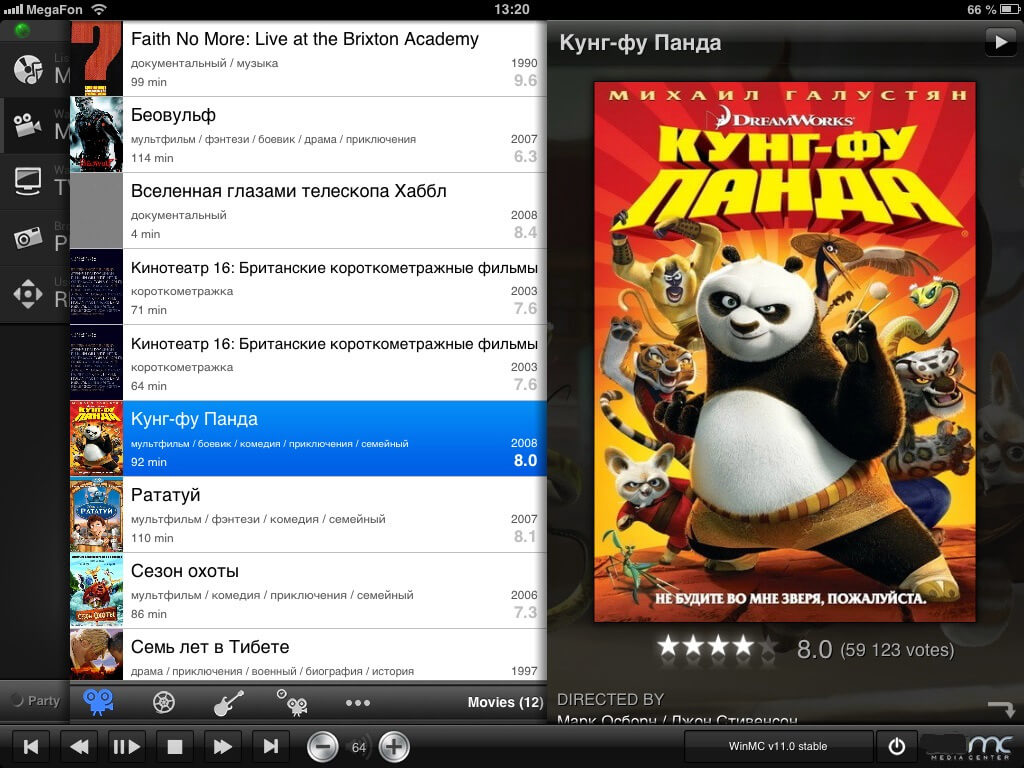 MegaFon
13:20
66 %
Faith No More: Live at the Brixton Academy
документальный / музыка
1990
99 min
9.6
Беовульф
мультфильм / фэнтези / боевик / драма / приключения
2007
114 min
6.3
Вселенная глазами телескопа Хаббл
документальный
2008
4 min
8.4
Кинотеатр 16: Британские короткометражные фильмы
короткометражка
2003
71 min
7.6
Кинотеатр 16: Британские короткометражные фильмы
короткометражка
2003
64 min
7.6
КУНГ-ФУ
ПАНДА
Кунг-фу Панда
мультфильм / боевик / комедия / приключения / семейный
2008
92 min
8.0
РАТАТУЙ
Рататуй
мультфильм / фэнтези / комедия / семейный
2007
110 min
8.1
Сезон охоты
мультфильм / комедия / приключения / семейный
2006
86 min
7.3
Семь лет в Тибете
драма / приключения / военный / биография / история
1997
Party
Movies (12)
Кунг-фу Панда
МИХАИЛ ГАЛУСТЯН
DREAMWORKS
КУНГ-ФУ
ПАНДА
НЕ БУДИТЕ ВО МНЕ ЗВЕРЯ, ПОЖАЛУЙСТА.
8.0 (59 123 votes)
DIRECTED BY
Марк Осборн / Джон Стивенсон
64
WinMC v11.0 stable
mc
MEDIA CENTER